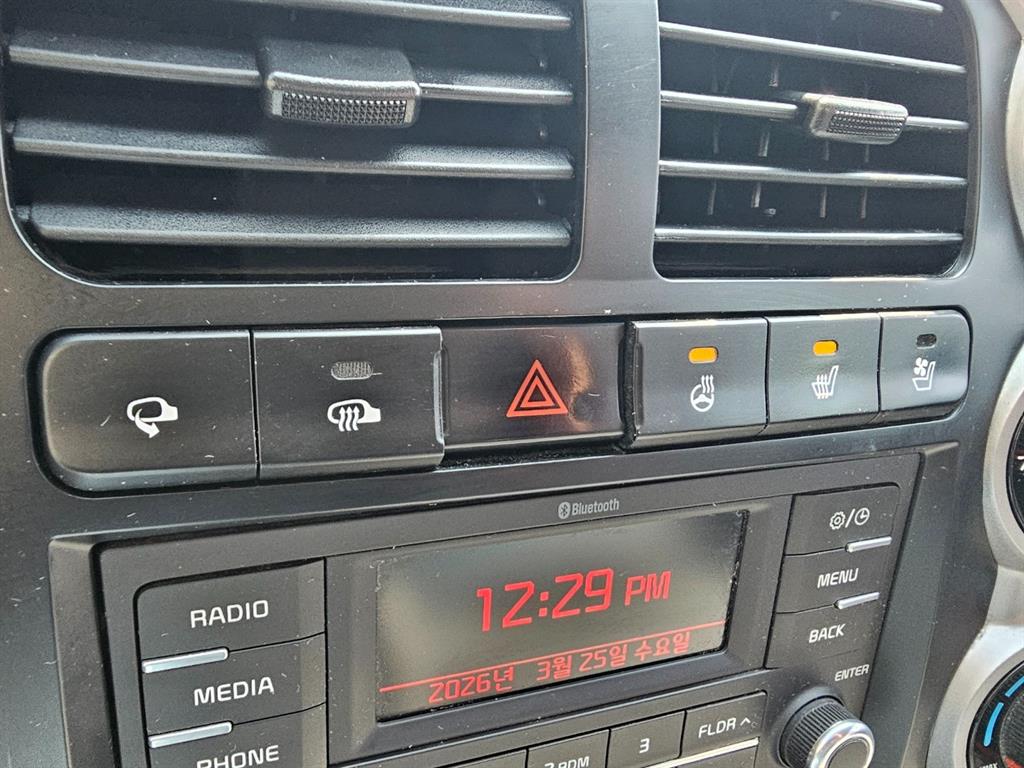 Bluetooth
RADIO
MEDIA
PHONE
12:29 PM
2026년 3월 25일 수요일
MENU
BACK
ENTER
RDM
3
FLDR ^